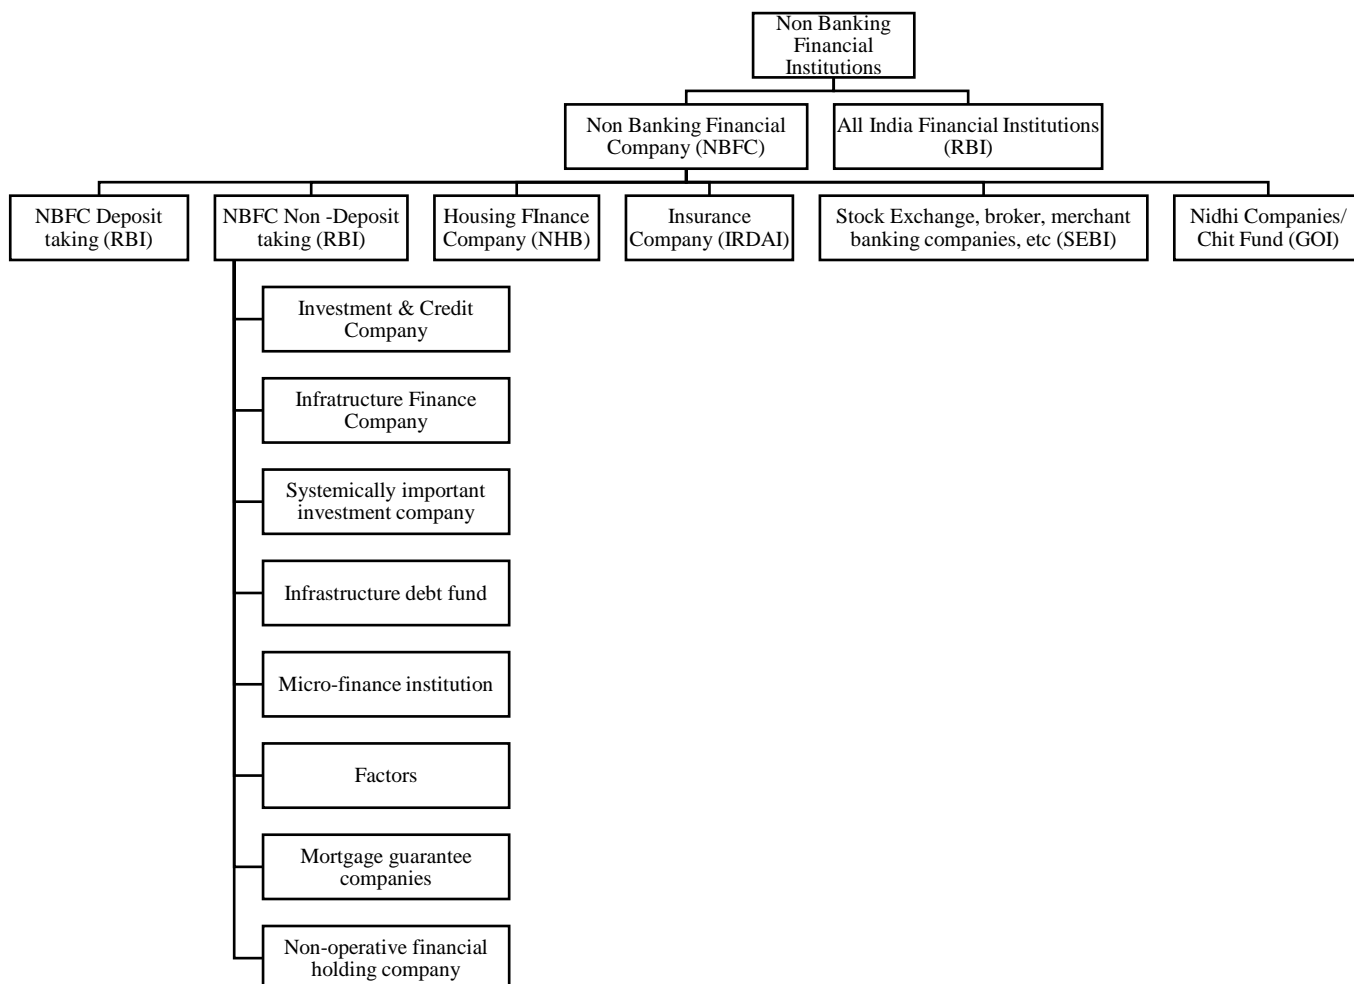 Non Banking
Financial
Institutions
Non Banking Financial
Company (NBFC)
All India Financial Institutions
(RBI)
NBFC Deposit
taking (RBI)
NBFC Non -Deposit
taking (RBI)
Housing FInance
Company (NHB)
Insurance
Company (IRDAI)
Stock Exchange, broker, merchant
banking companies, etc (SEBI)
Nidhi Companies/
Chit Fund (GOI)
Investment & Credit
Company
Infratructure Finance
Company
Systemically important
investment company
Infrastructure debt fund
Micro-finance institution
Factors
Mortgage guarantee
companies
Non-operative financial
holding company